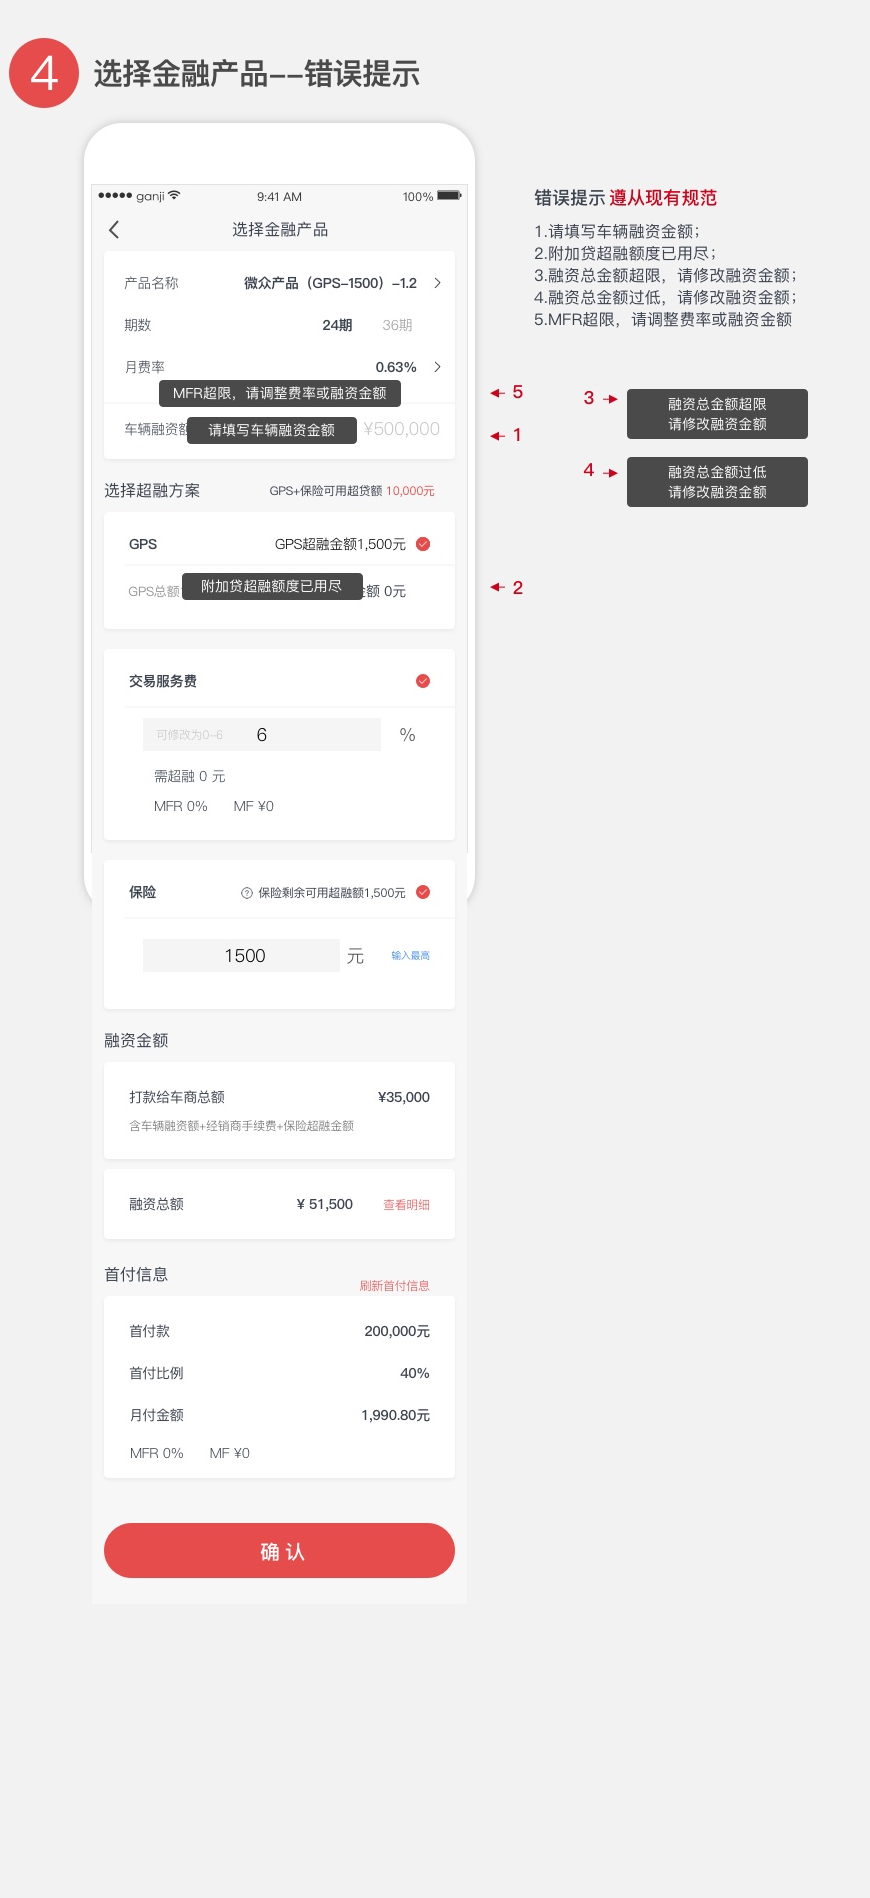 4 选择金融产品--错误提示
ganji 9:41 AM 100%
选择金融产品
产品名称 微众产品（GPS-1500）-1.2
期数 24期 36期
月费率 0.63%
MFR超限，请调整费率或融资金额
车辆融资额 请填写车辆融资金额 ¥500,000
选择超融方案 GPS+保险可用超贷额 10,000元
GPS GPS超融金额1,500元
GPS总额 附加贷超融额度已用尽 金额 0元
交易服务费
可修改为0-6 6 %
需超融 0 元
MFR 0% MF ¥0
保险 ? 保险剩余可用超融额1,500元
1500 元 输入最高
融资金额
打款给车商总额 ¥35,000
含车辆融资额+经销商手续费+保险超融金额
融资总额 ¥ 51,500 查看明细
首付信息
刷新首付信息
首付款 200,000元
首付比例 40%
月付金额 1,990.80元
MFR 0% MF ¥0
确 认
错误提示 遵从现有规范
1.请填写车辆融资金额；
2.附加贷超融额度已用尽；
3.融资总金额超限，请修改融资金额；
4.融资总金额过低，请修改融资金额；
5.MFR超限，请调整费率或融资金额
5
1
2
3
融资总金额超限
请修改融资金额
4
融资总金额过低
请修改融资金额